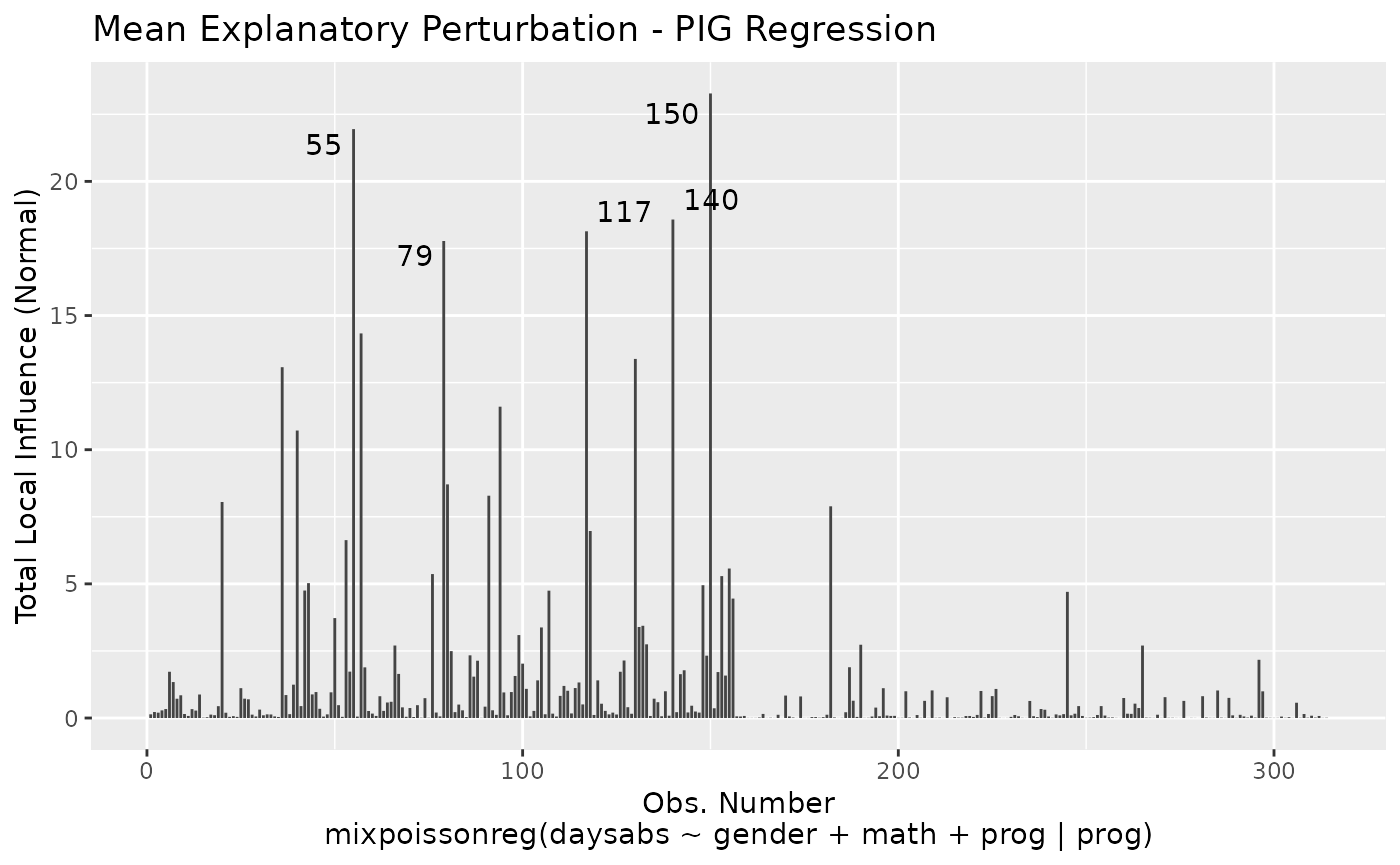 Mean Explanatory Perturbation - PIG Regression
Total Local Influence (Normal)
20
15
10
5
0
55
79
117
140
150
0 100 200 300
Obs. Number
mixpoissonreg(daysabs ~ gender + math + prog | prog)